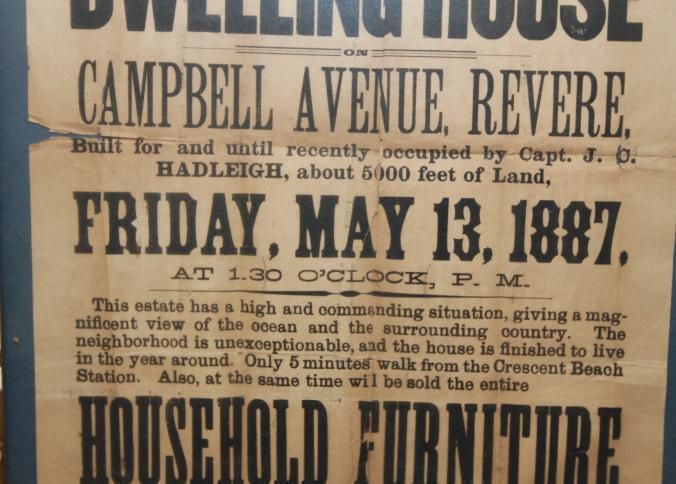 DWELLING HOUSE
ON
CAMPBELL AVENUE, REVERE,
Built for and until recently occupied by Capt. J. C.
HADLEIGH, about 5000 feet of Land,
FRIDAY, MAY 13, 1887,
AT 1.30 O'CLOCK, P. M.
This estate has a high and commanding situation, giving a mag-
nificent view of the ocean and the surrounding country. The
neighborhood is unexceptionable, and the house is finished to live
in the year around. Only 5 minutes walk from the Crescent Beach
Station. Also, at the same time will be sold the entire
HOUSEHOLD FURNITURE